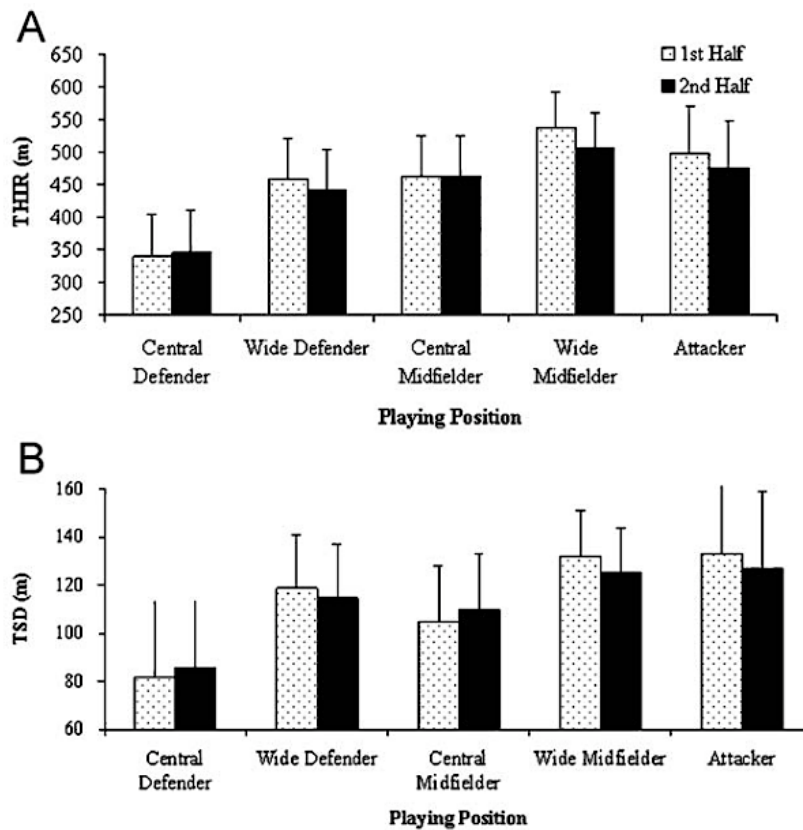 A
1st Half
2nd Half
THIR (m)
650
600
550
500
450
400
350
300
250
Central
Defender
Wide Defender
Central
Midfielder
Wide
Midfielder
Attacker
Playing Position
B
TSD (m)
160
140
120
100
80
60
Central
Defender
Wide Defender
Central
Midfielder
Wide Midfielder
Attacker
Playing Position